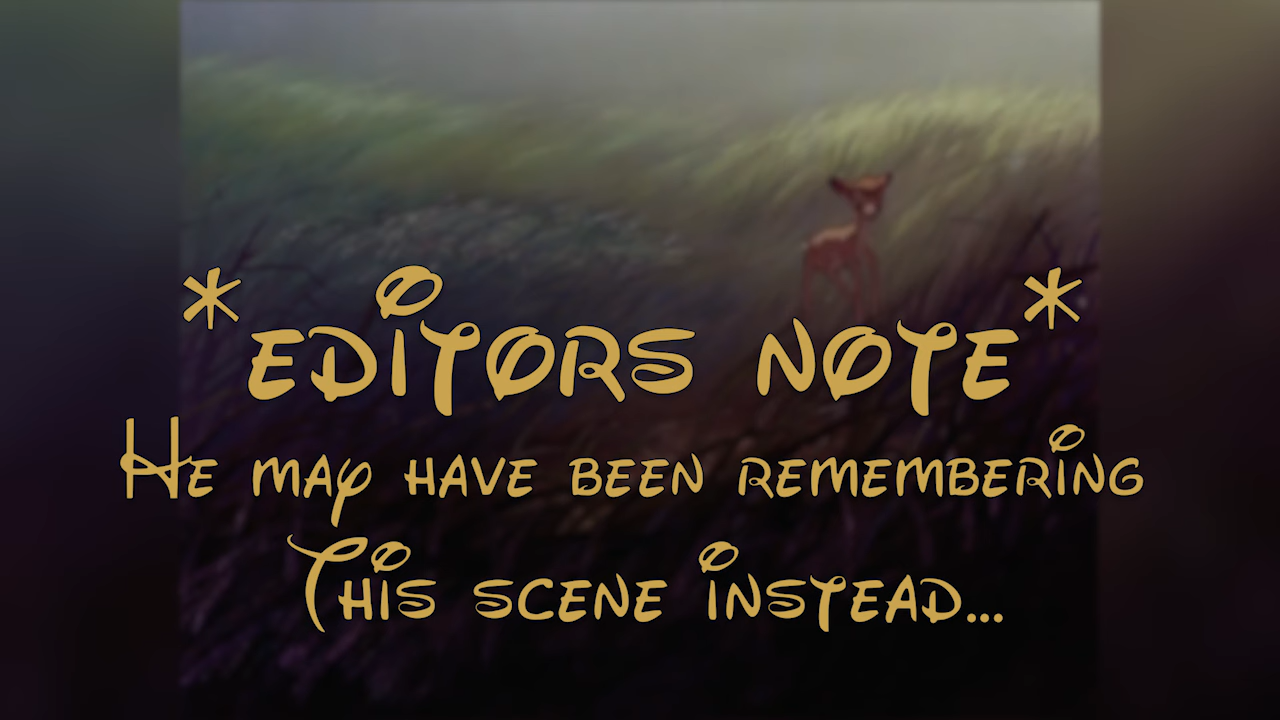 *EDITORS NOTE*
HE MAY HAVE BEEN REMEMBERING
THIS SCENE INSTEAD...